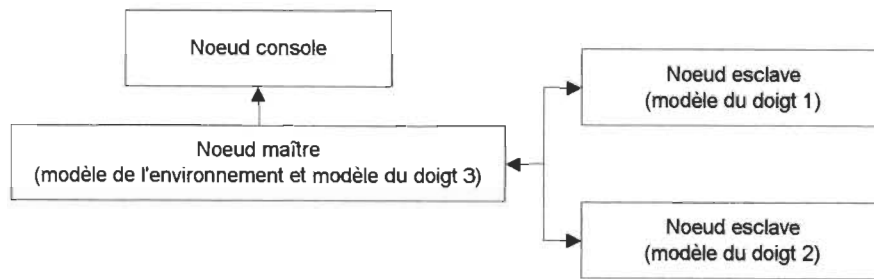 Noeud console
Noeud maître
(modèle de l'environnement et modèle du doigt 3)
Noeud esclave
(modèle du doigt 1)
Noeud esclave
(modèle du doigt 2)